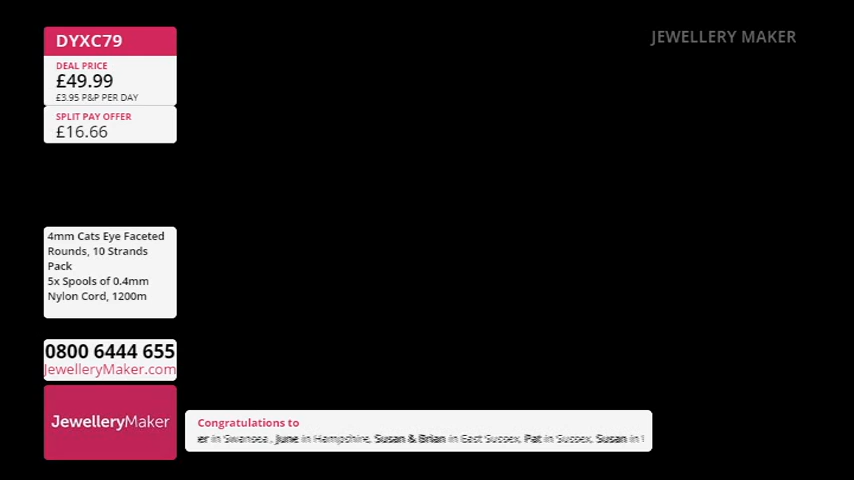 DYXC79
DEAL PRICE
£49.99
£3.95 P&P PER DAY
SPLIT PAY OFFER
£16.66
JEWELLERY MAKER
4mm Cats Eye Faceted
Rounds, 10 Strands
Pack
5x Spools of 0.4mm
Nylon Cord, 1200m
0800 6444 655
JewelleryMaker.com
JewelleryMaker
Congratulations to
er in Swansea, June in Hampshire, Susan & Brian in East Sussex, Pat in Sussex, Susan in